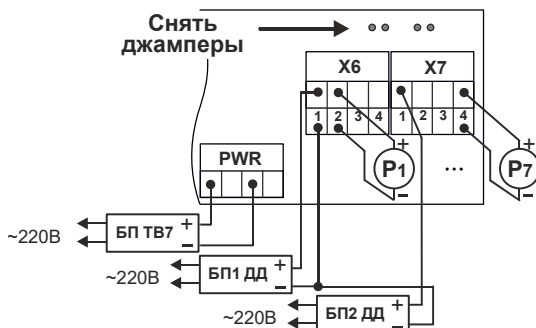 Снять
джамперы
X6 X7
1 2 3 4 1 2 3 4
+ +
P1 ... P7
– –
PWR
~220В БП ТВ7 + –
~220В БП1 ДД + –
~220В БП2 ДД + –